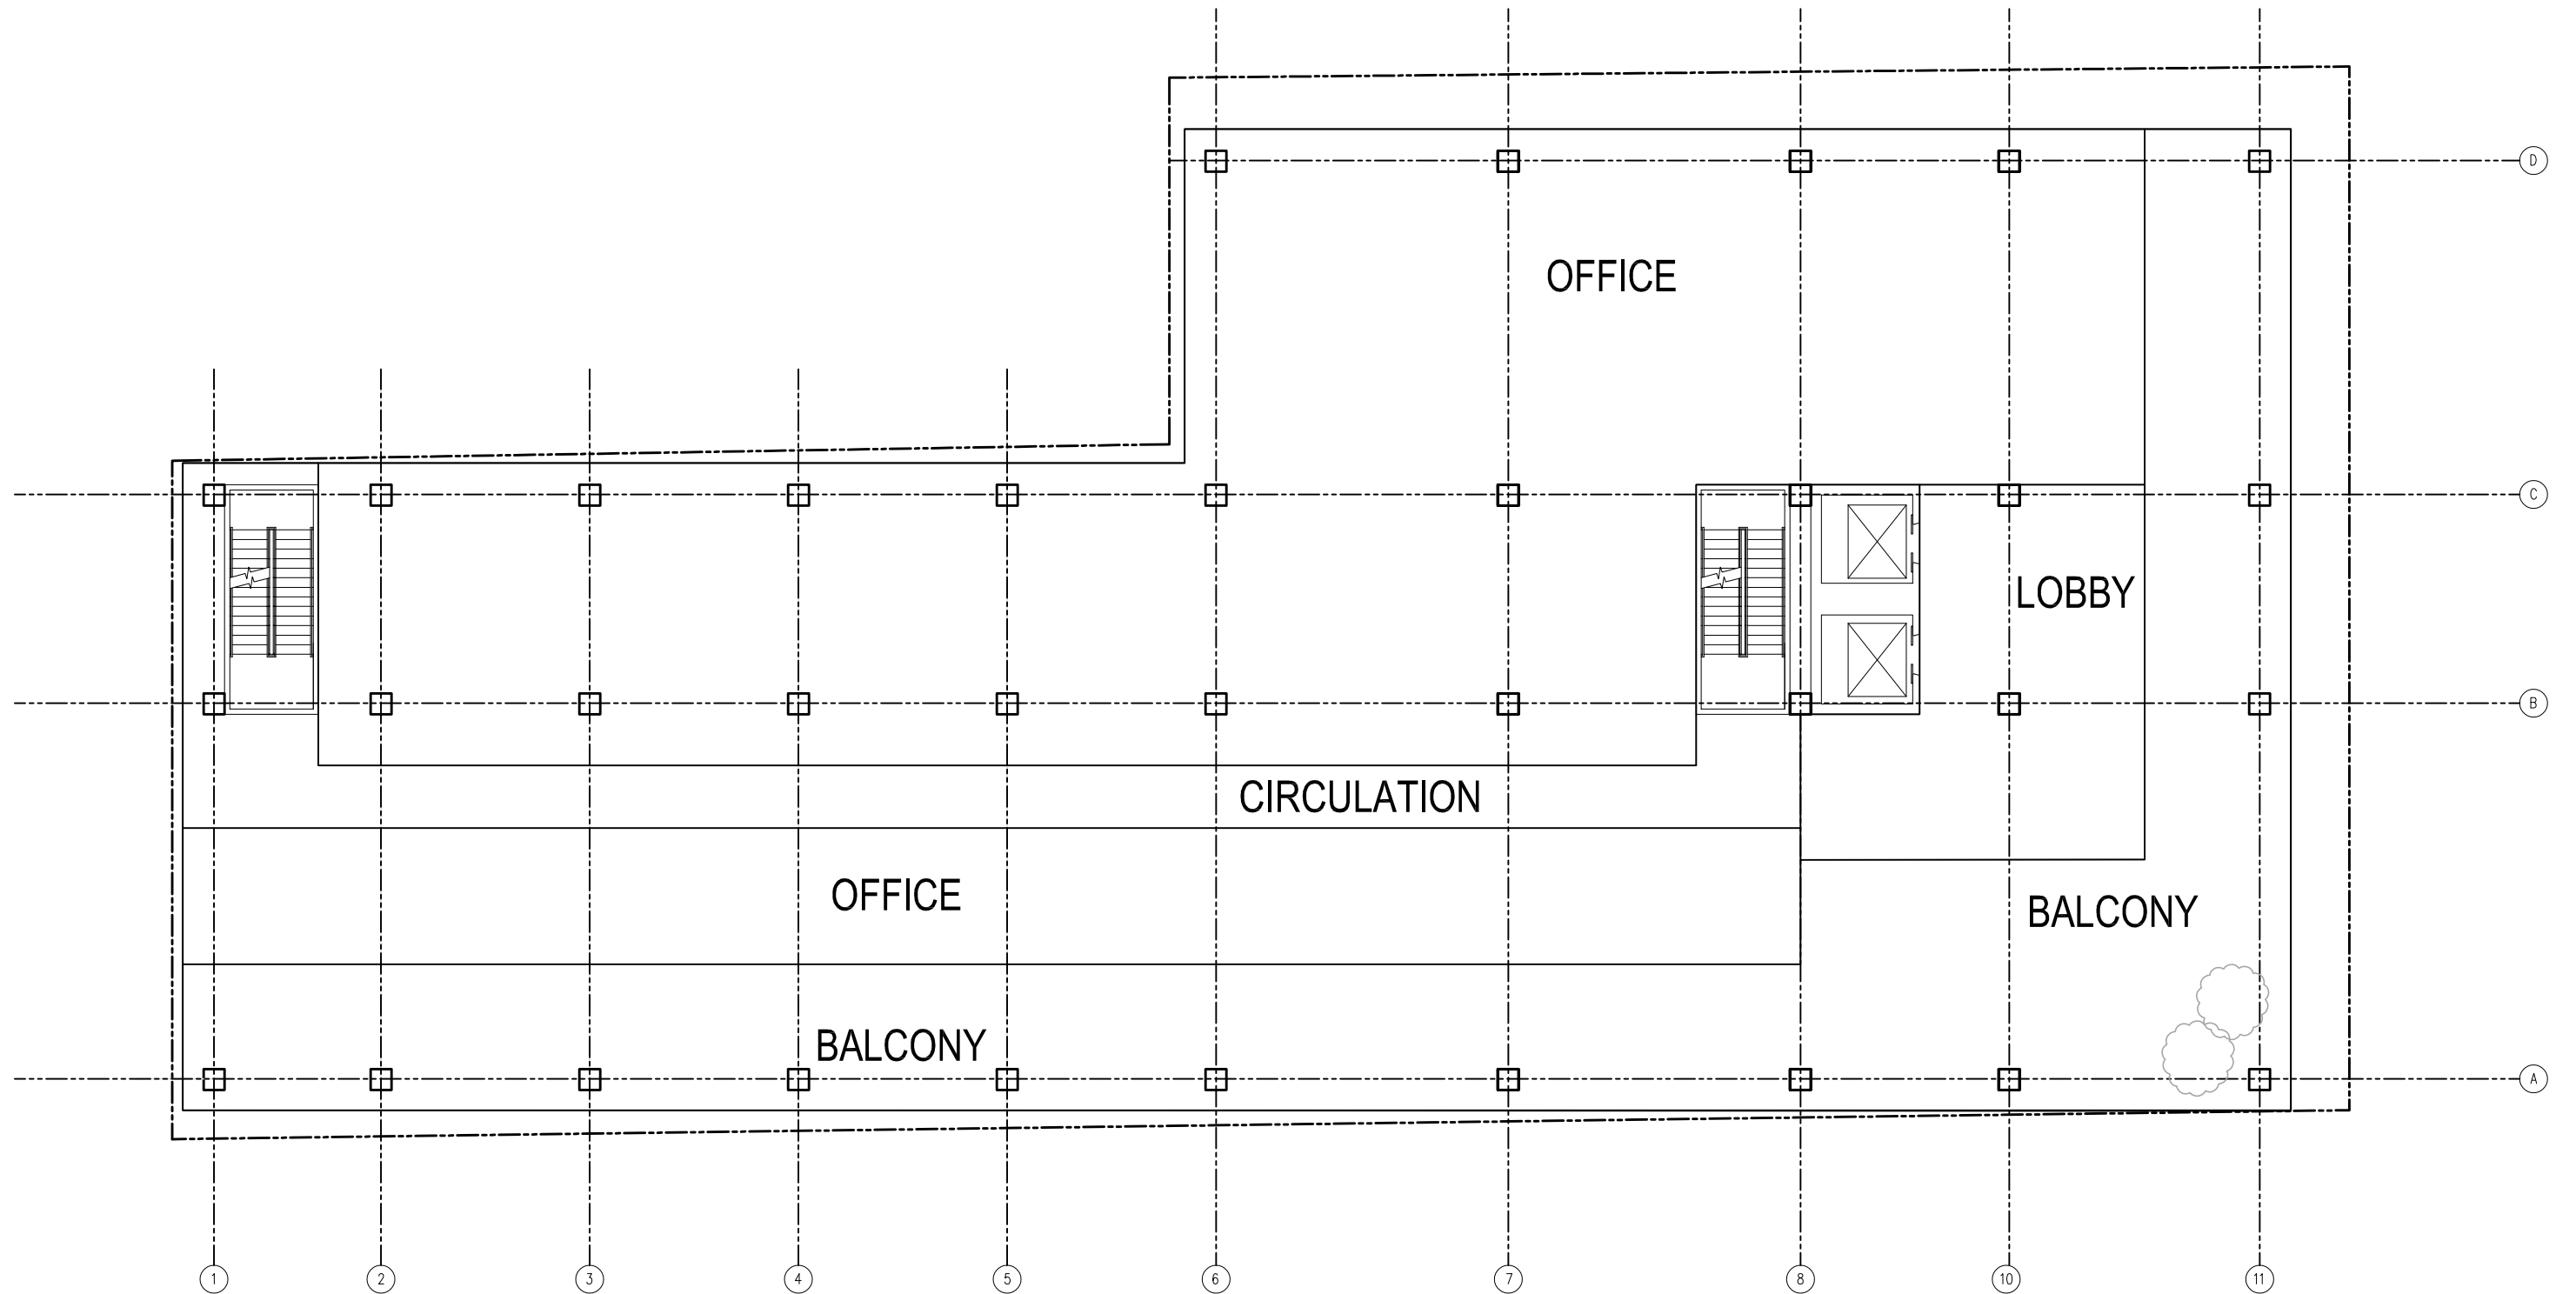 D
OFFICE
C
LOBBY
B
CIRCULATION
OFFICE
BALCONY
BALCONY
A
1 2 3 4 5 6 7 8 10 11